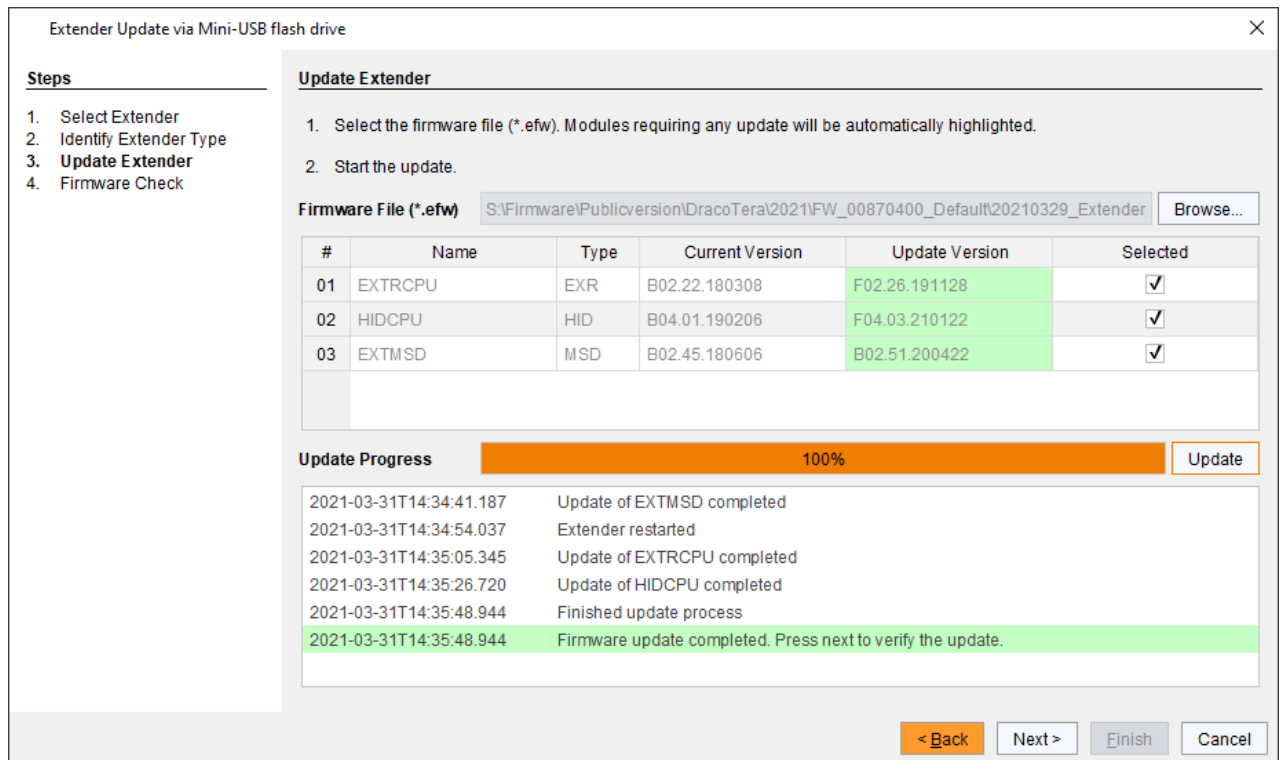 Extender Update via Mini-USB flash drive
Steps
1. Select Extender
2. Identify Extender Type
3. Update Extender
4. Firmware Check
Update Extender
1. Select the firmware file (*.efw). Modules requiring any update will be automatically highlighted.
2. Start the update.
Firmware File (*.efw) S:\Firmware\Publicversion\DracoTera\2021\FW_00870400_Default\20210329_Extender Browse...
# Name Type Current Version Update Version Selected
01 EXTRCPU EXR B02.22.180308 F02.26.191128
02 HIDCPU HID B04.01.190206 F04.03.210122
03 EXTMSD MSD B02.45.180606 B02.51.200422
Update Progress 100% Update
2021-03-31T14:34:41.187 Update of EXTMSD completed
2021-03-31T14:34:54.037 Extender restarted
2021-03-31T14:35:05.345 Update of EXTRCPU completed
2021-03-31T14:35:26.720 Update of HIDCPU completed
2021-03-31T14:35:48.944 Finished update process
2021-03-31T14:35:48.944 Firmware update completed. Press next to verify the update.
< Back Next > Finish Cancel